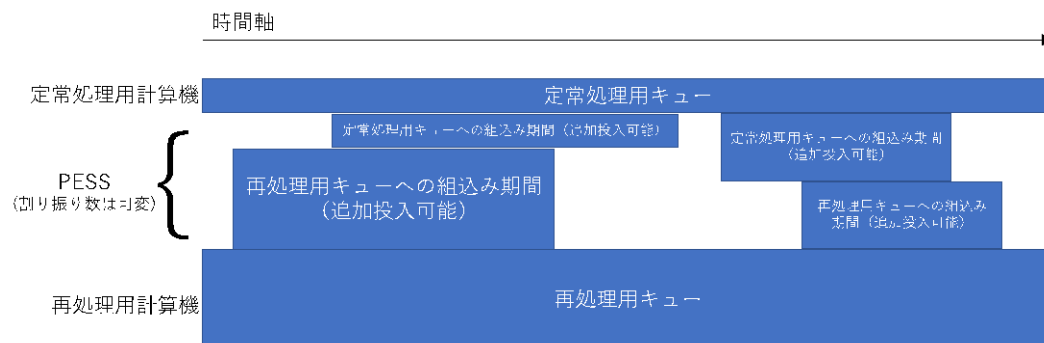 時間軸
定常処理用計算機
定常処理用キュー
定常処理用キューへの組込み期間（追加投入可能）
定常処理用キューへの組込み期間
（追加投入可能）
PESS
(割り振り数は可変)
再処理用キューへの組込み期間
（追加投入可能）
再処理用キューへの組込み
期間（追加投入可能）
再処理用計算機
再処理用キュー